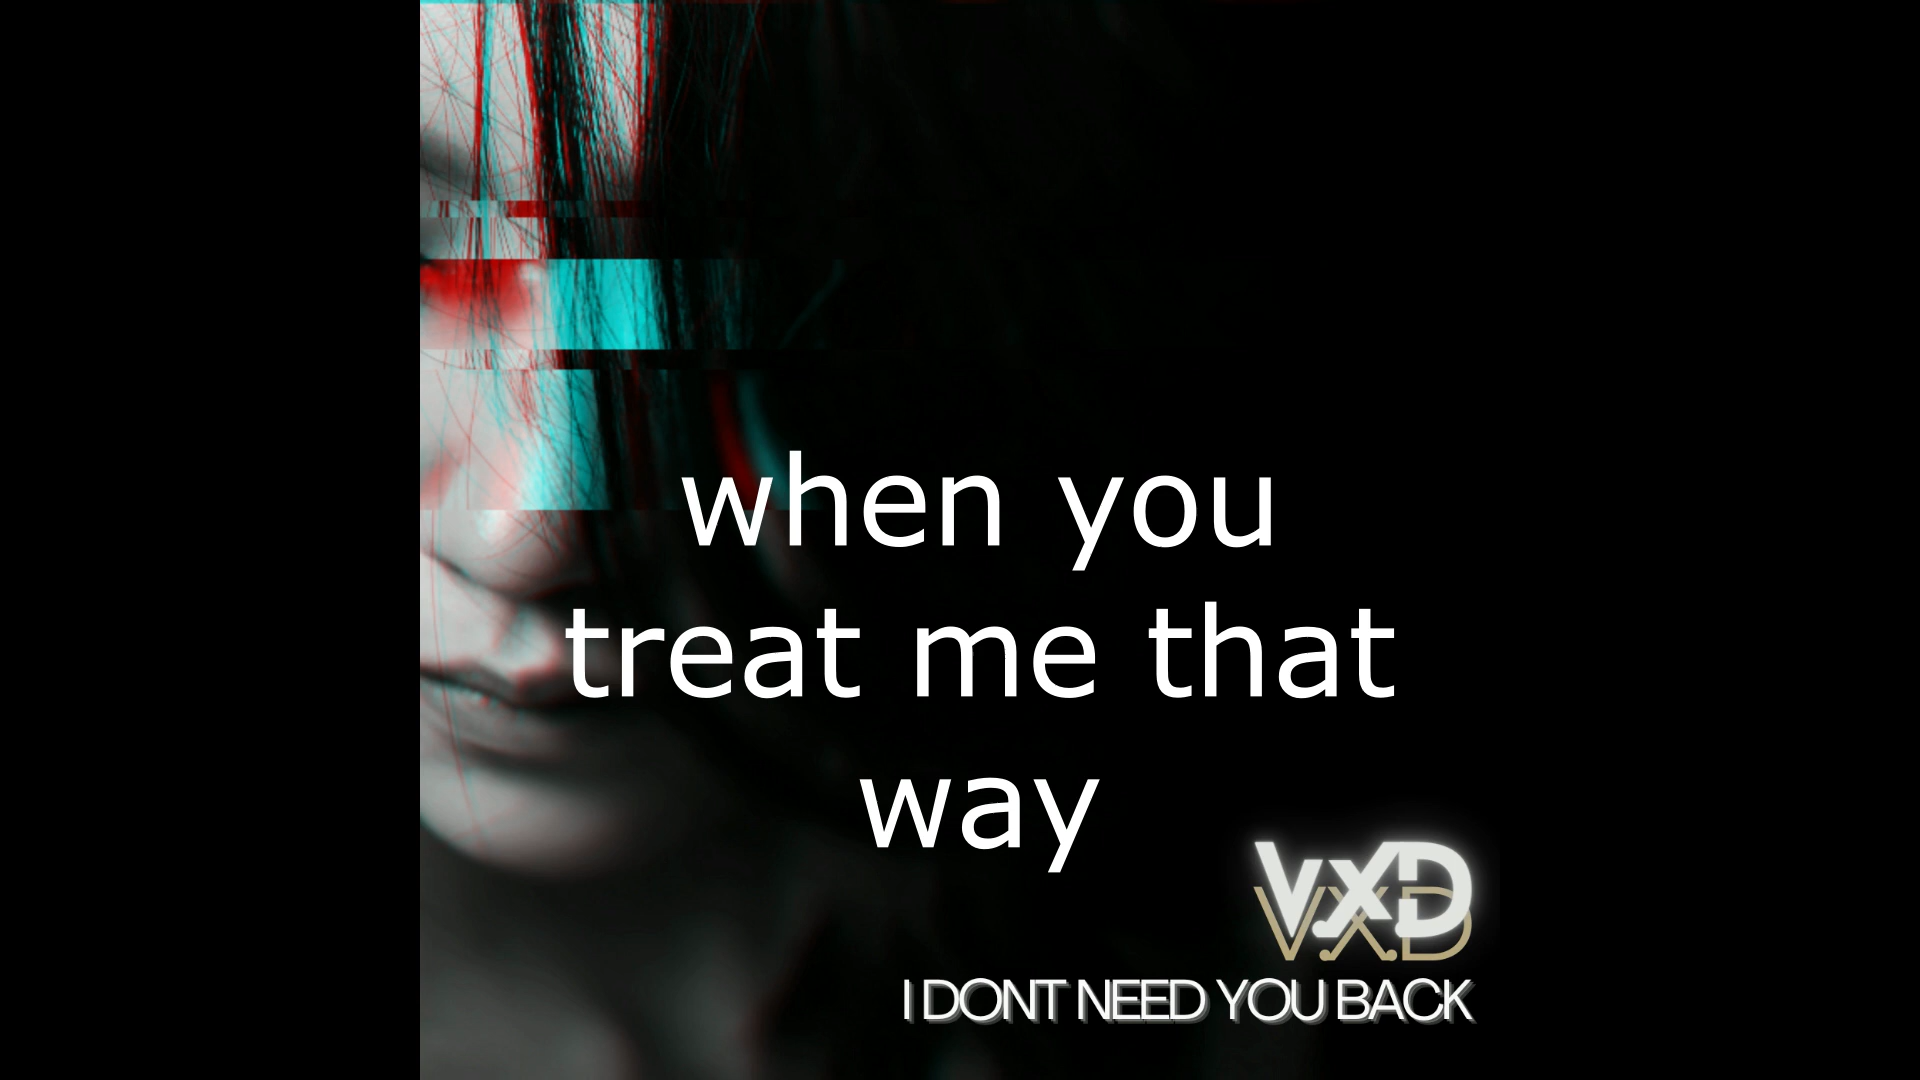 when you
treat me that
way
V.X.D
V.X.D
I DONT NEED YOU BACK